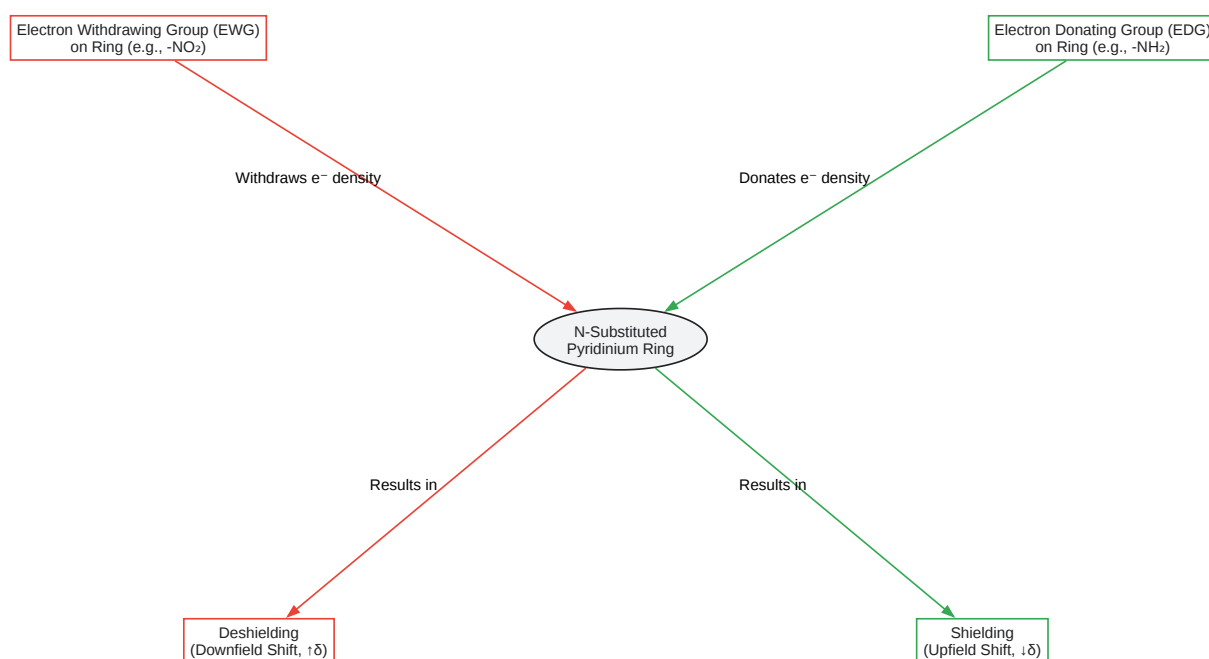 Electron Withdrawing Group (EWG)
on Ring (e.g., -NO₂)
Electron Donating Group (EDG)
on Ring (e.g., -NH₂)
Withdraws e⁻ density
Donates e⁻ density
N-Substituted
Pyridinium Ring
Results in
Results in
Deshielding
(Downfield Shift, ↑δ)
Shielding
(Upfield Shift, ↓δ)